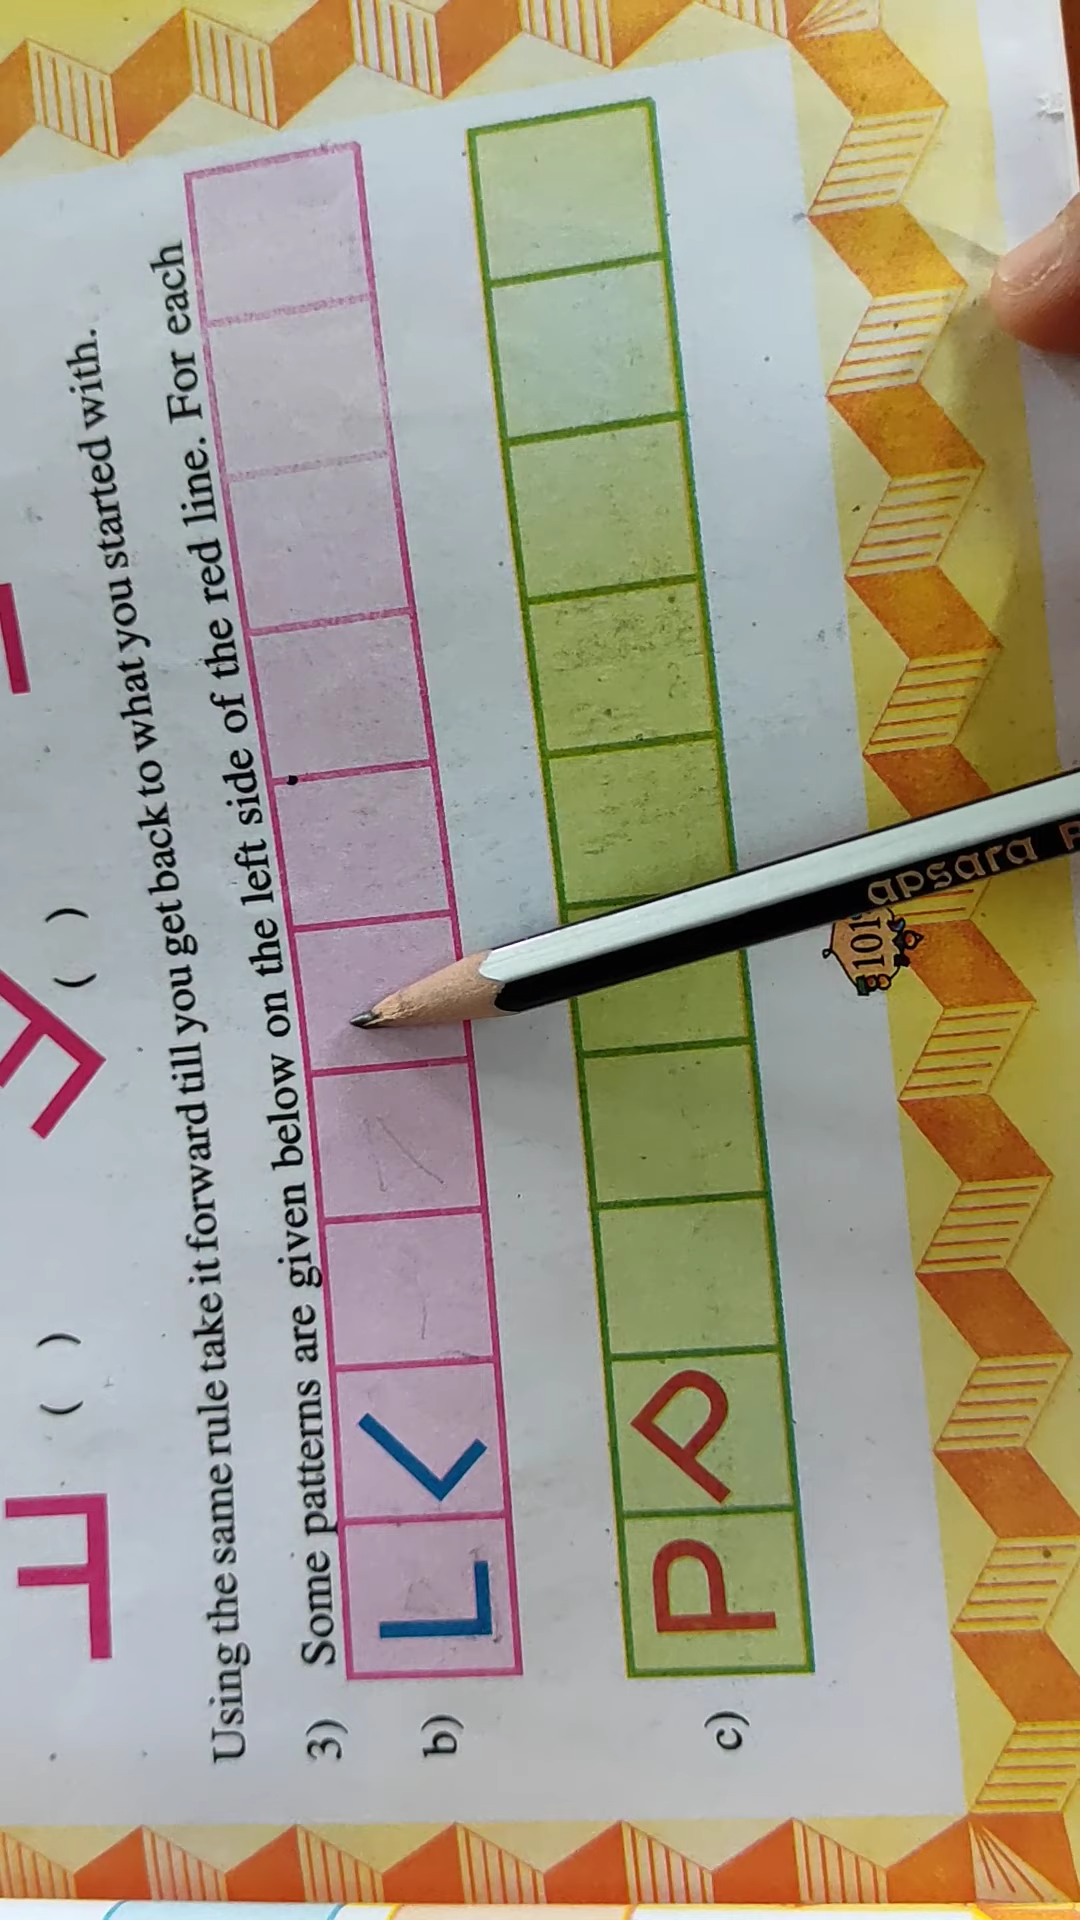 ( ) ( )
Using the same rule take it forward till you get back to what you started with.
3) Some patterns are given below on the left side of the red line. For each
b) L L
c) P P
101
apsara